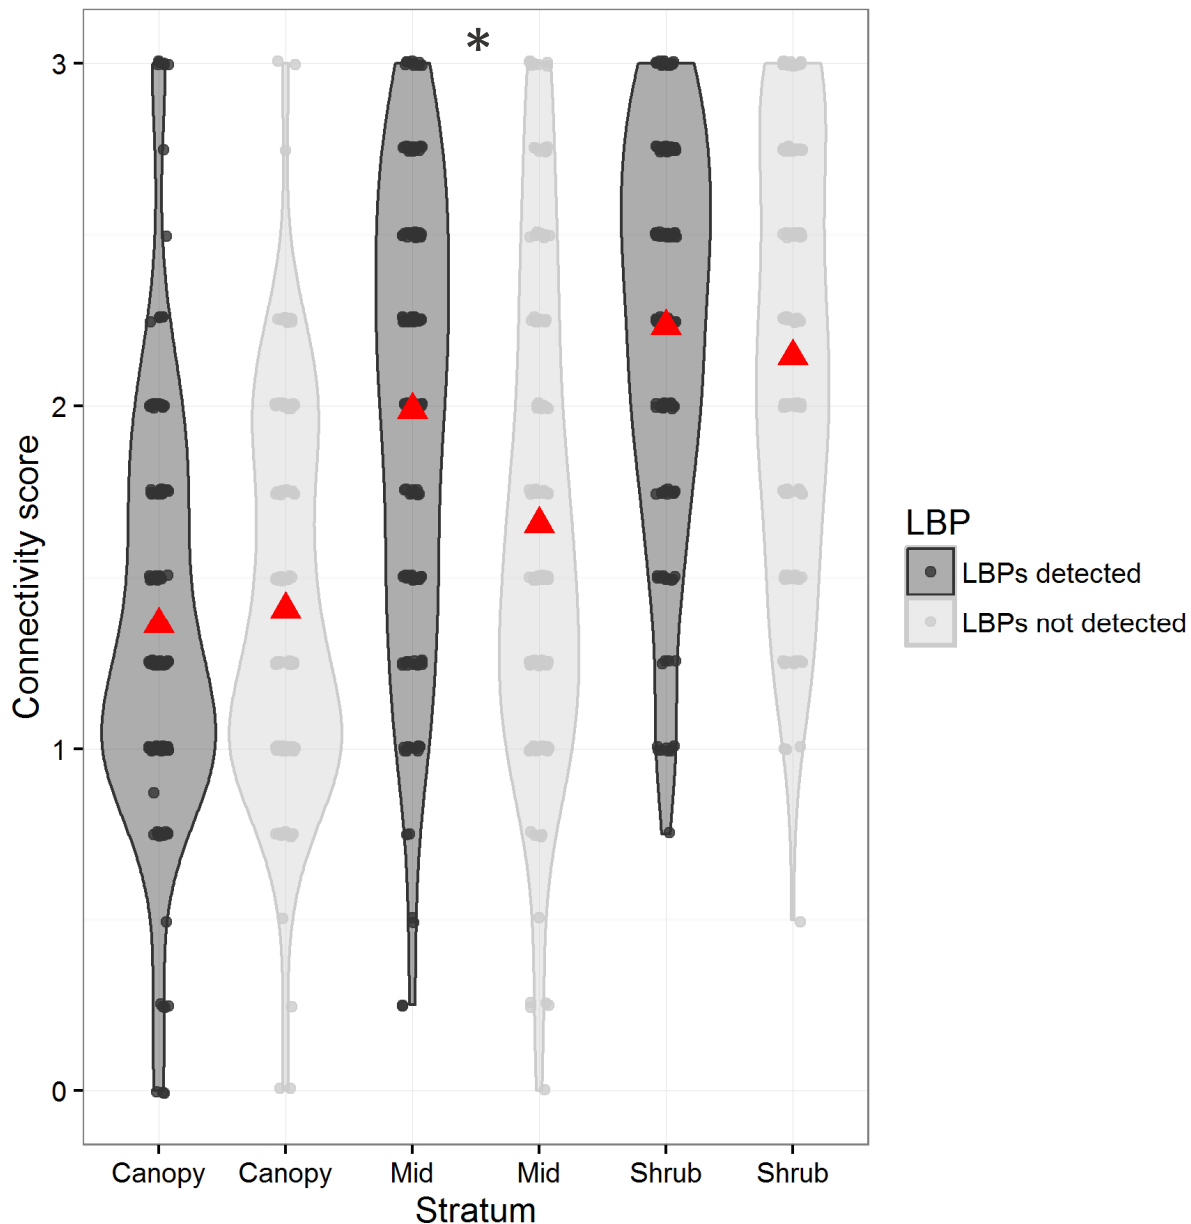 *
3
2
1
0
Connectivity score
Canopy Canopy Mid Mid Shrub Shrub
Stratum
LBP
LBPs detected
LBPs not detected